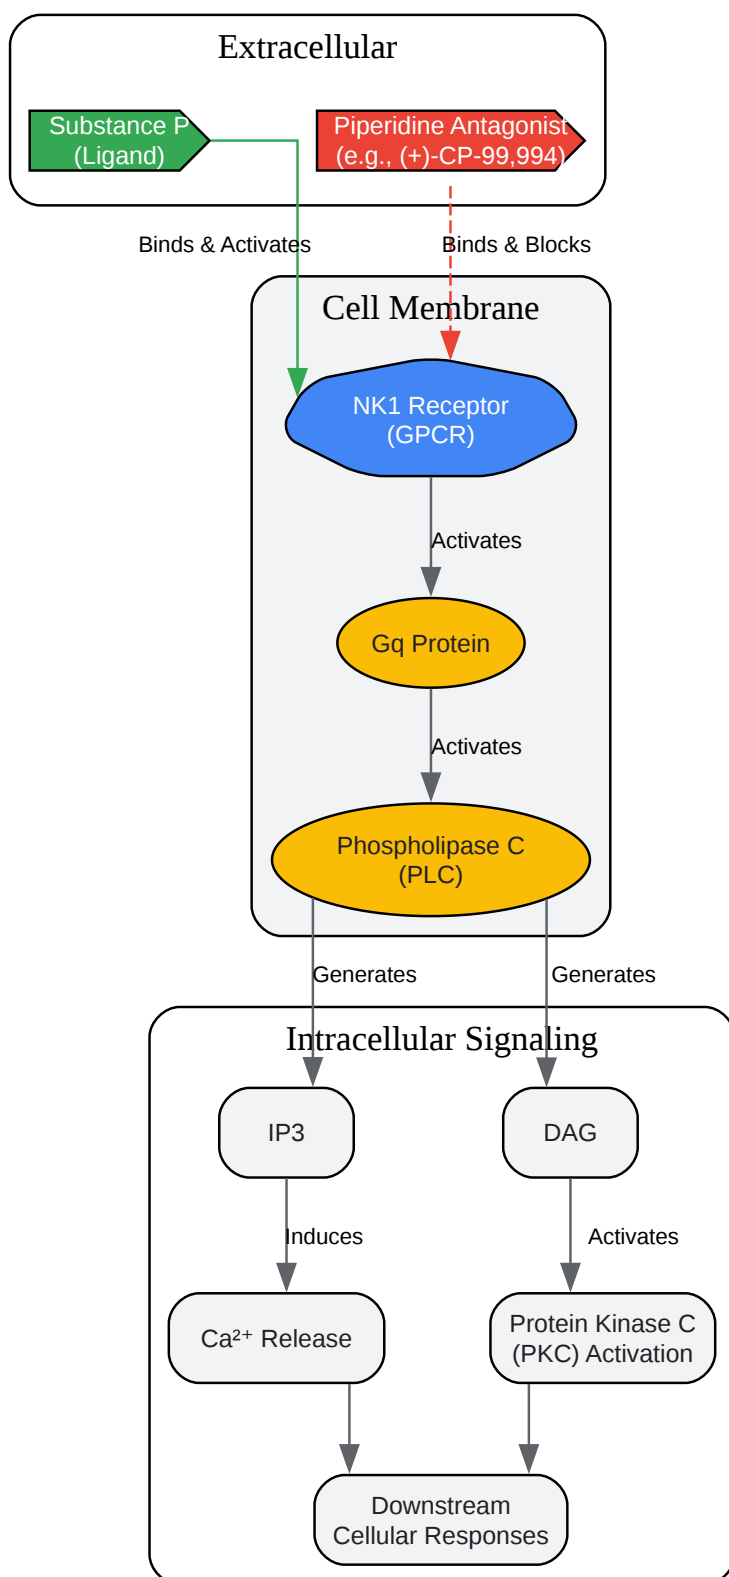 Extracellular
Substance P
(Ligand)
Piperidine Antagonist
(e.g., (+)-CP-99,994)
Binds & Activates
Binds & Blocks
Cell Membrane
NK1 Receptor
(GPCR)
Activates
Gq Protein
Activates
Phospholipase C
(PLC)
Generates
Generates
Intracellular Signaling
IP3
DAG
Induces
Activates
Ca²⁺ Release
Protein Kinase C
(PKC) Activation
Downstream
Cellular Responses